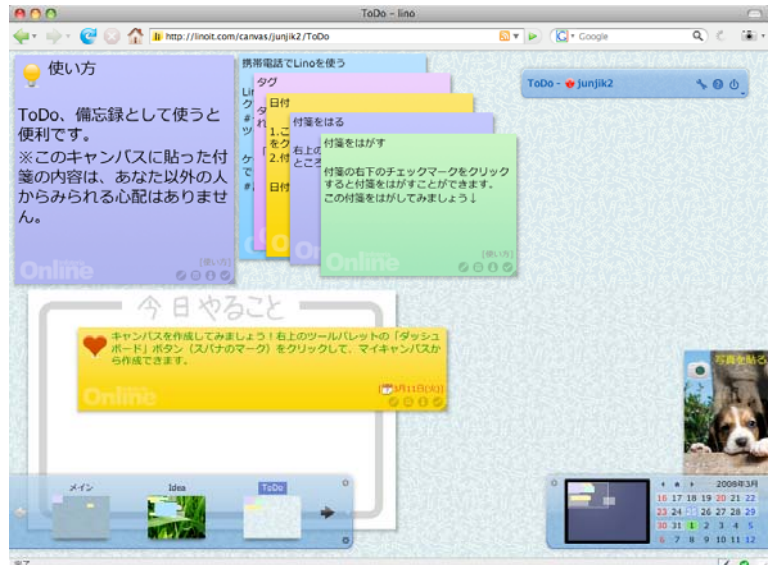 ToDo – lino
http://linoit.com/canvas/junjik2/ToDo
Google
使い方
ToDo、備忘録として使うと
便利です。
※このキャンバスに貼った付
箋の内容は、あなた以外の人
からみられる心配はありませ
ん。
[使い方]
Online
携帯電話でLinoを使う
タグ
日付
付箋をはる
付箋をはがす
付箋の右下のチェックマークをクリック
すると付箋をはがすことができます。
この付箋をはがしてみましょう↓
[使い方]
Online
ToDo - junjik2
今日やること
キャンバスを作成してみましょう！右上のツールパレットの「ダッシュ
ボード」ボタン（スパナのマーク）をクリックして、マイキャンバスか
ら作成できます。
3月11日(火)]
Online
写真を貼る
メイン
Idea
ToDo
2008年3月
16 17 18 19 20 21 22
23 24 25 26 27 28 29
30 31 1 2 3 4 5
6 7 8 9 10 11 12
完了